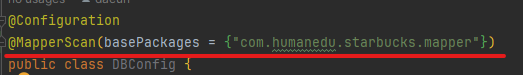 @Configuration
@MapperScan(basePackages = {"com.humanedu.starbucks.mapper"})
public class DBConfig {